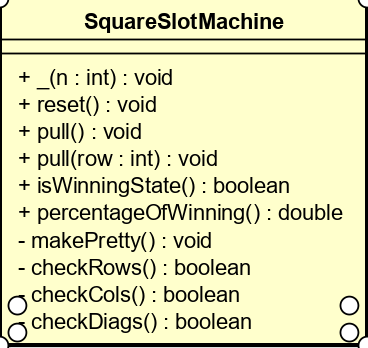 SquareSlotMachine
+ _(n : int) : void
+ reset() : void
+ pull() : void
+ pull(row : int) : void
+ isWinningState() : boolean
+ percentageOfWinning() : double
- makePretty() : void
- checkRows() : boolean
- checkCols() : boolean
- checkDiags() : boolean